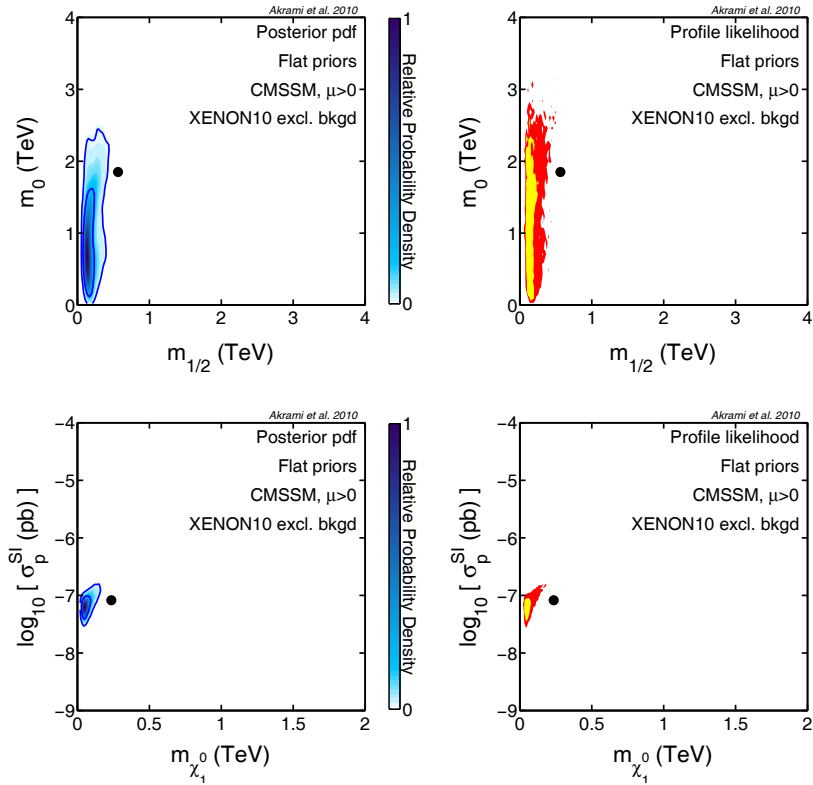 Akrami et al. 2010
Posterior pdf
Flat priors
CMSSM, μ>0
XENON10 excl. bkgd
4
3
2
1
0
m0 (TeV)
0 1 2 3 4
m1/2 (TeV)
1
Relative Probability Density
0
Akrami et al. 2010
Profile likelihood
Flat priors
CMSSM, μ>0
XENON10 excl. bkgd
4
3
2
1
0
m0 (TeV)
0 1 2 3 4
m1/2 (TeV)
Akrami et al. 2010
Posterior pdf
Flat priors
CMSSM, μ>0
XENON10 excl. bkgd
−4
−5
−6
−7
−8
−9
log10 [ σpSI (pb) ]
0 0.5 1 1.5 2
mχ10 (TeV)
1
Relative Probability Density
0
Akrami et al. 2010
Profile likelihood
Flat priors
CMSSM, μ>0
XENON10 excl. bkgd
−4
−5
−6
−7
−8
−9
log10 [ σpSI (pb) ]
0 0.5 1 1.5 2
mχ10 (TeV)